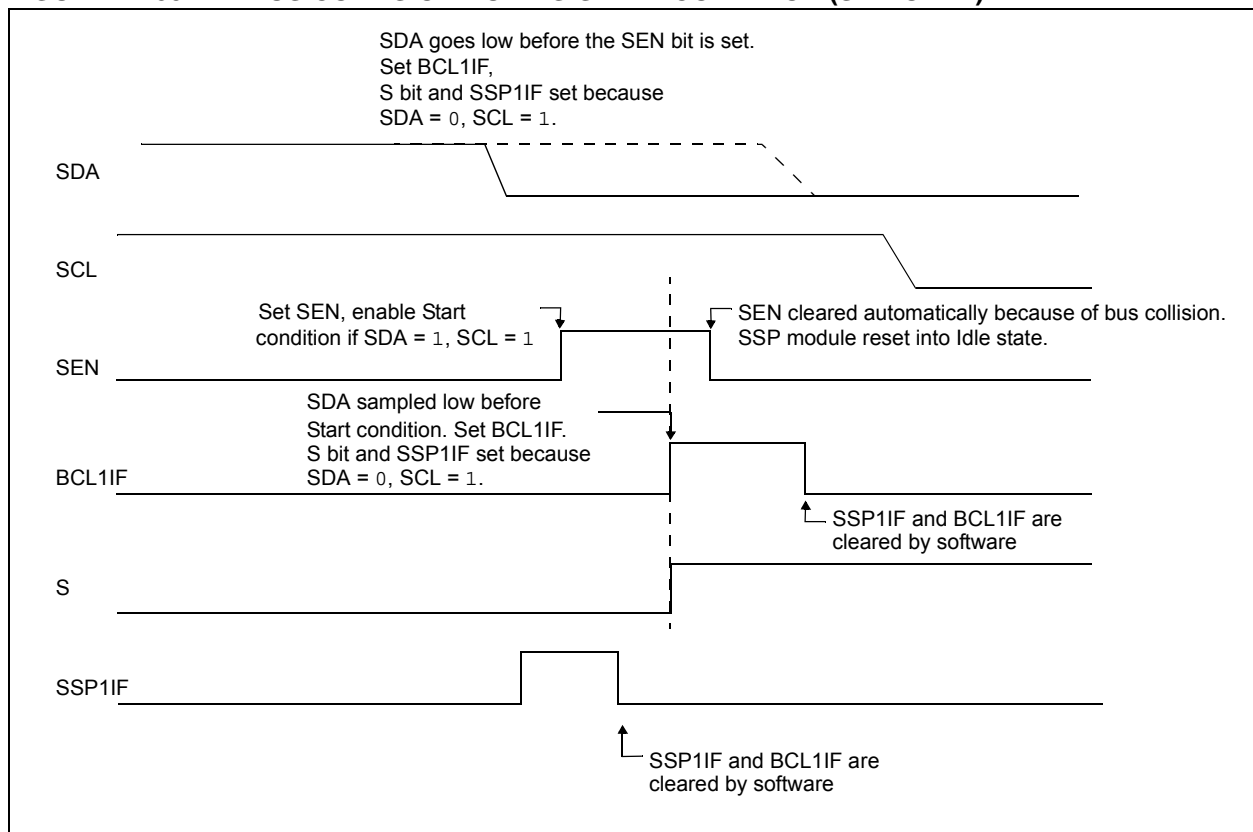 SDA goes low before the SEN bit is set.
Set BCL1IF,
S bit and SSP1IF set because
SDA = 0, SCL = 1.
SDA
SCL
Set SEN, enable Start
condition if SDA = 1, SCL = 1
SEN cleared automatically because of bus collision.
SSP module reset into Idle state.
SEN
SDA sampled low before
Start condition. Set BCL1IF.
S bit and SSP1IF set because
SDA = 0, SCL = 1.
BCL1IF
SSP1IF and BCL1IF are
cleared by software
S
SSP1IF
SSP1IF and BCL1IF are
cleared by software